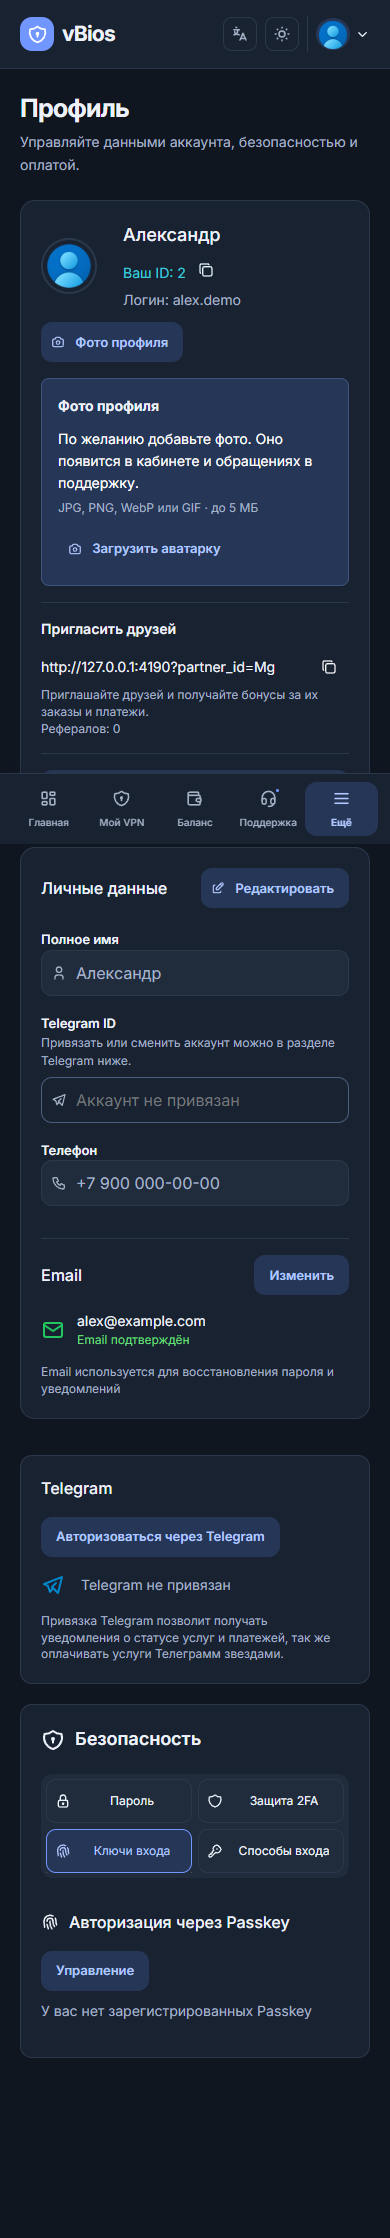 vBios
Профиль
Управляйте данными аккаунта, безопасностью и
оплатой.
Александр
Ваш ID: 2
Логин: alex.demo
Фото профиля
Фото профиля
По желанию добавьте фото. Оно
появится в кабинете и обращениях в
поддержку.
JPG, PNG, WebP или GIF · до 5 МБ
Загрузить аватарку
Пригласить друзей
http://127.0.0.1:4190?partner_id=Mg
Приглашайте друзей и получайте бонусы за их
заказы и платежи.
Рефералов: 0
Главная
Мой VPN
Баланс
Поддержка
Ещё
Личные данные
Редактировать
Полное имя
Александр
Telegram ID
Привязать или сменить аккаунт можно в разделе
Telegram ниже.
Аккаунт не привязан
Телефон
+7 900 000-00-00
Email
Изменить
alex@example.com
Email подтверждён
Email используется для восстановления пароля и
уведомлений
Telegram
Авторизоваться через Telegram
Telegram не привязан
Привязка Telegram позволит получать
уведомления о статусе услуг и платежей, так же
оплачивать услуги Телеграмм звездами.
Безопасность
Пароль
Защита 2FA
Ключи входа
Способы входа
Авторизация через Passkey
Управление
У вас нет зарегистрированных Passkey